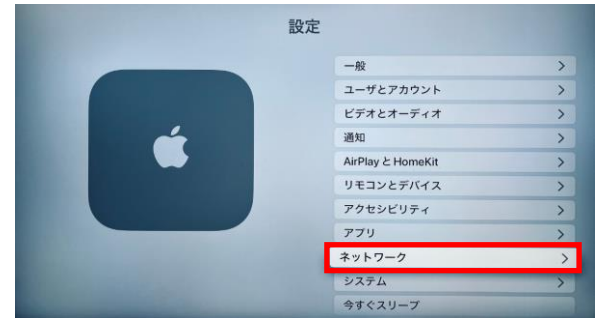 設定
一般
ユーザとアカウント
ビデオとオーディオ
通知
AirPlay と HomeKit
リモコンとデバイス
アクセシビリティ
アプリ
ネットワーク
システム
今すぐスリープ